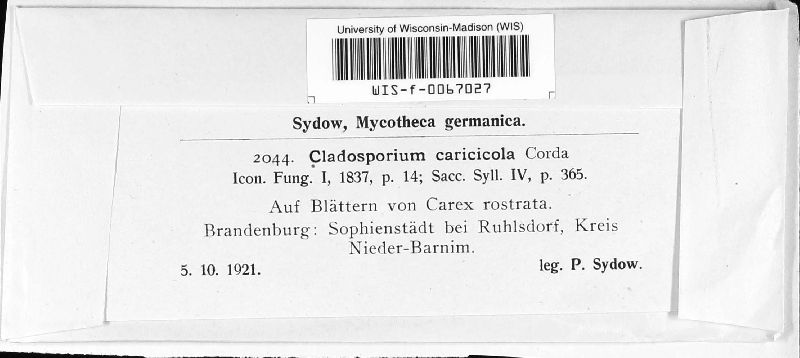 University of Wisconsin-Madison (WIS)
WIS-f-0067027
Sydow, Mycotheca germanica.
2044. Cladosporium caricicola Corda
Icon. Fung. I, 1837, p. 14; Sacc. Syll. IV, p. 365.
Auf Blättern von Carex rostrata.
Brandenburg: Sophienstädt bei Ruhlsdorf, Kreis
Nieder-Barnim.
5. 10. 1921. leg. P. Sydow.